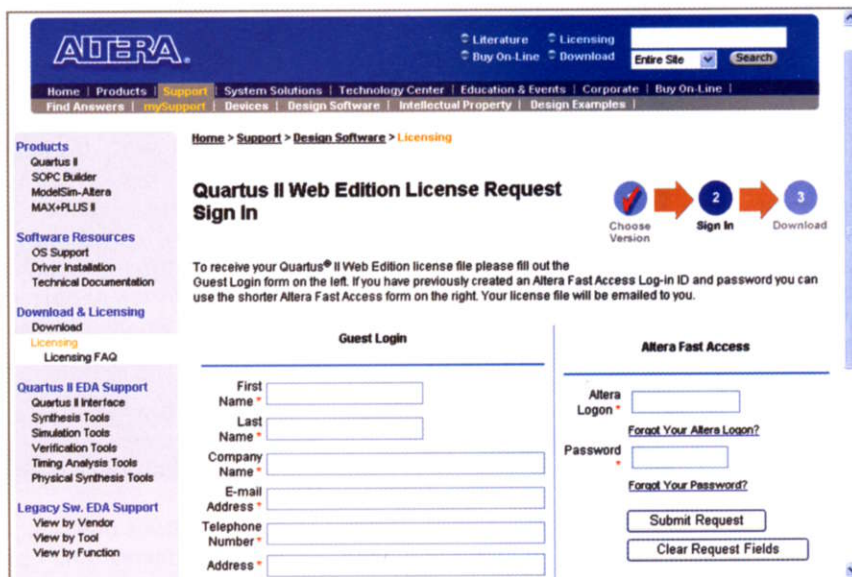 ALTERA.
Literature
Licensing
Buy On-Line
Download
Entire Site
Search
Home | Products | Support | System Solutions | Technology Center | Education & Events | Corporate | Buy On-Line |
Find Answers | mySupport | Devices | Design Software | Intellectual Property | Design Examples |
Home > Support > Design Software > Licensing
Products
Quartus II
SOPC Builder
ModelSim-Altera
MAX+PLUS II
Software Resources
OS Support
Driver Installation
Technical Documentation
Download & Licensing
Download
Licensing
Licensing FAQ
Quartus II EDA Support
Quartus II Interface
Synthesis Tools
Simulation Tools
Verification Tools
Timing Analysis Tools
Physical Synthesis Tools
Legacy Sw. EDA Support
View by Vendor
View by Tool
View by Function
Quartus II Web Edition License Request
Sign In
Choose
Version
2
Sign In
3
Download
To receive your Quartus® II Web Edition license file please fill out the
Guest Login form on the left. If you have previously created an Altera Fast Access Log-in ID and password you can
use the shorter Altera Fast Access form on the right. Your license file will be emailed to you.
Guest Login
First
Name *
Last
Name *
Company
Name *
E-mail
Address *
Telephone
Number *
Address *
Altera Fast Access
Altera
Logon *
Forgot Your Altera Logon?
Password
*
Forgot Your Password?
Submit Request
Clear Request Fields